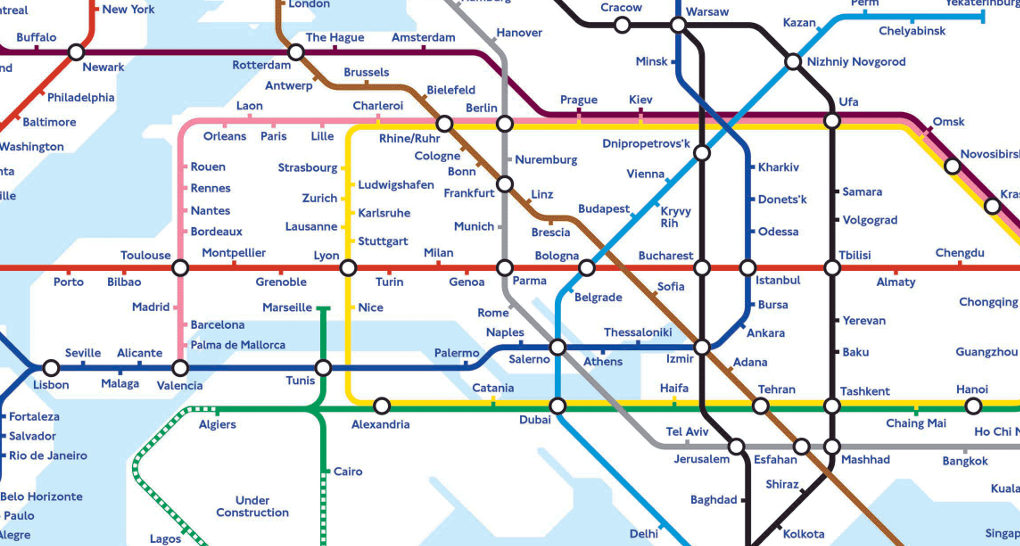 London
Cracow
Warsaw
Perm
Yekaterinburg
New York
Kazan
Chelyabinsk
Buffalo
The Hague
Amsterdam
Hanover
Newark
Rotterdam
Minsk
Nizhniy Novgorod
Antwerp
Brussels
Philadelphia
Bielefeld
Laon
Charleroi
Berlin
Prague
Kiev
Ufa
Baltimore
Omsk
Orleans
Paris
Lille
Rhine/Ruhr
Washington
Dnipropetrovs'k
Cologne
Nuremburg
Novosibirsk
Rouen
Strasbourg
Bonn
Vienna
Kharkiv
Rennes
Ludwigshafen
Frankfurt
Linz
Samara
Zurich
Donets'k
Nantes
Karlsruhe
Budapest
Kryvy
Rih
Volgograd
Lausanne
Munich
Brescia
Bordeaux
Stuttgart
Odessa
Toulouse
Montpellier
Lyon
Milan
Bologna
Bucharest
Tbilisi
Chengdu
Porto
Bilbao
Grenoble
Turin
Genoa
Parma
Istanbul
Almaty
Sofia
Belgrade
Madrid
Marseille
Nice
Rome
Bursa
Chongqing
Barcelona
Yerevan
Naples
Thessaloniki
Ankara
Palma de Mallorca
Seville
Alicante
Palermo
Salerno
Athens
Izmir
Adana
Baku
Guangzhou
Lisbon
Malaga
Valencia
Tunis
Catania
Haifa
Tehran
Tashkent
Hanoi
Fortaleza
Algiers
Alexandria
Dubai
Chaing Mai
Salvador
Tel Aviv
Ho Chi M
Rio de Janeiro
Jerusalem
Esfahan
Mashhad
Bangkok
Cairo
Shiraz
Kuala
Belo Horizonte
Under
Construction
Baghdad
Paulo
Lagos
Delhi
Kolkota
Singap